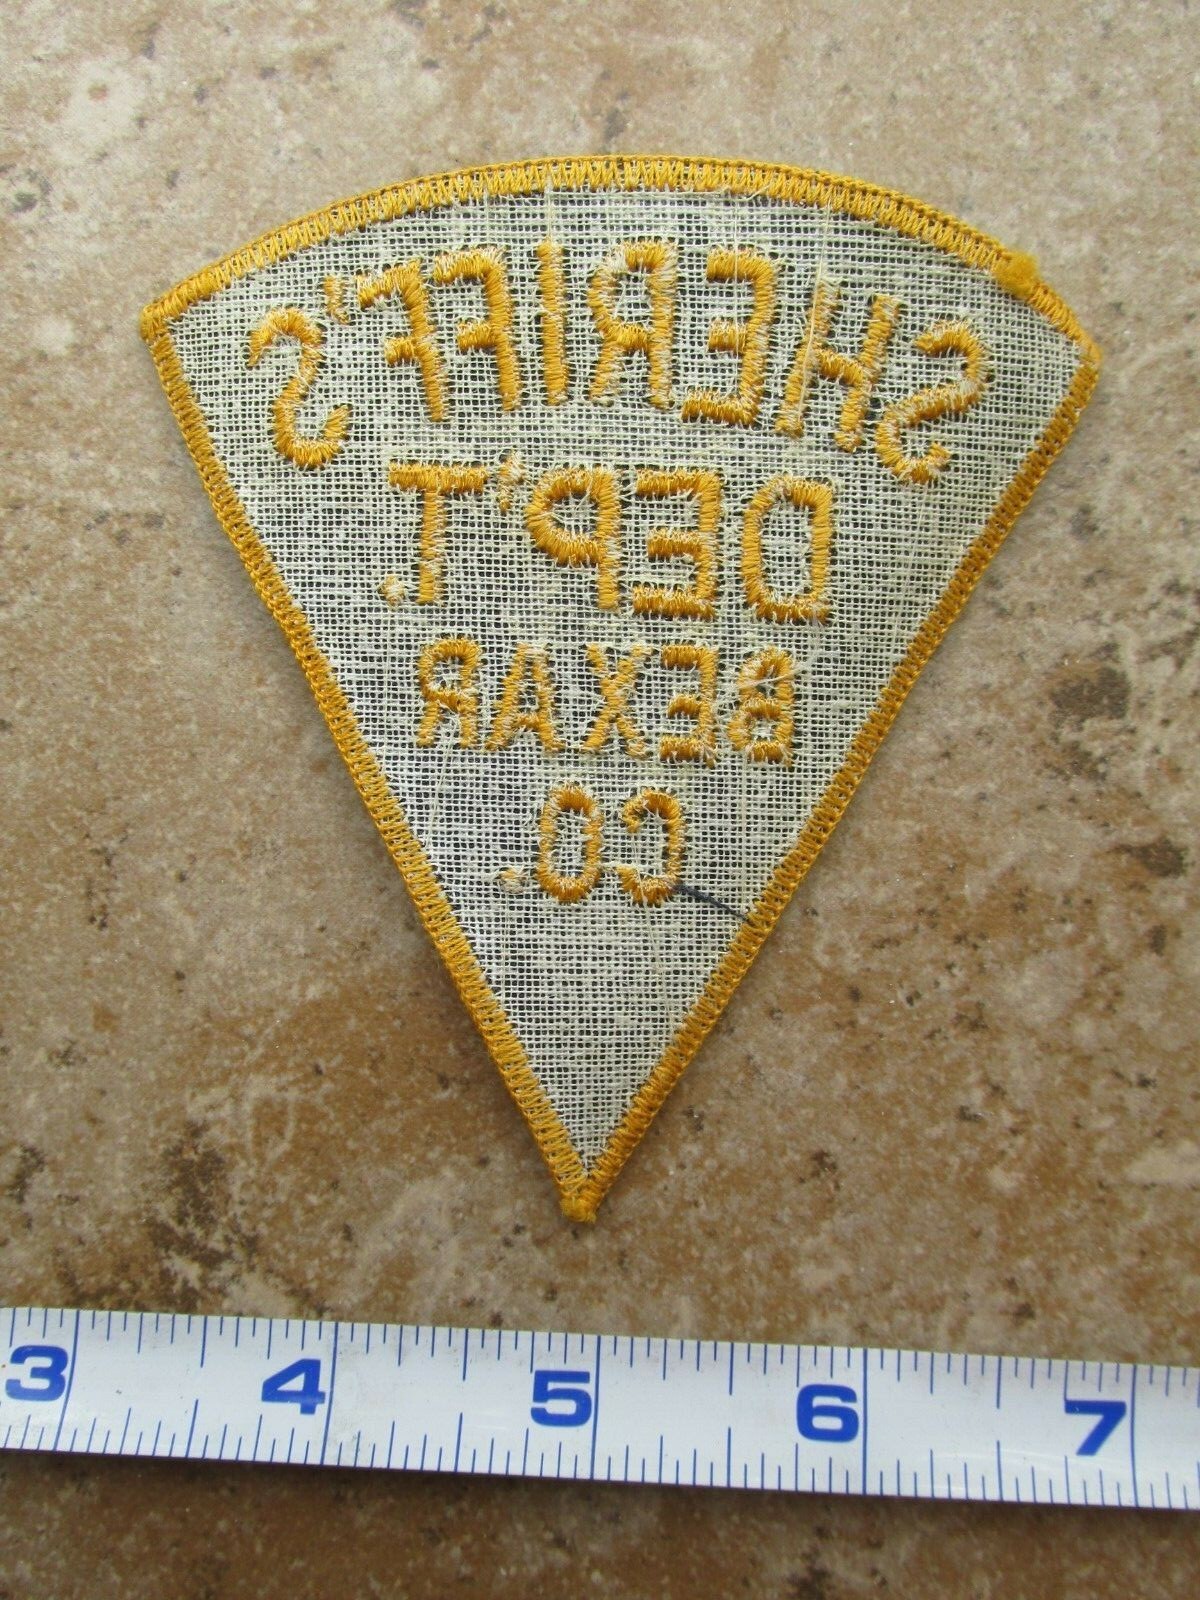 SHERIFF'S
DEP'T.
BEXAR
CO.
3 4 5 6 7